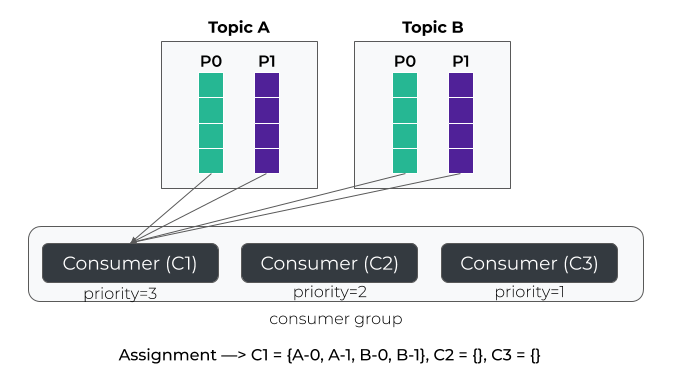 Topic A Topic B
P0 P1 P0 P1
Consumer (C1) Consumer (C2) Consumer (C3)
priority=3 priority=2 priority=1
consumer group
Assignment —> C1 = {A-0, A-1, B-0, B-1}, C2 = {}, C3 = {}